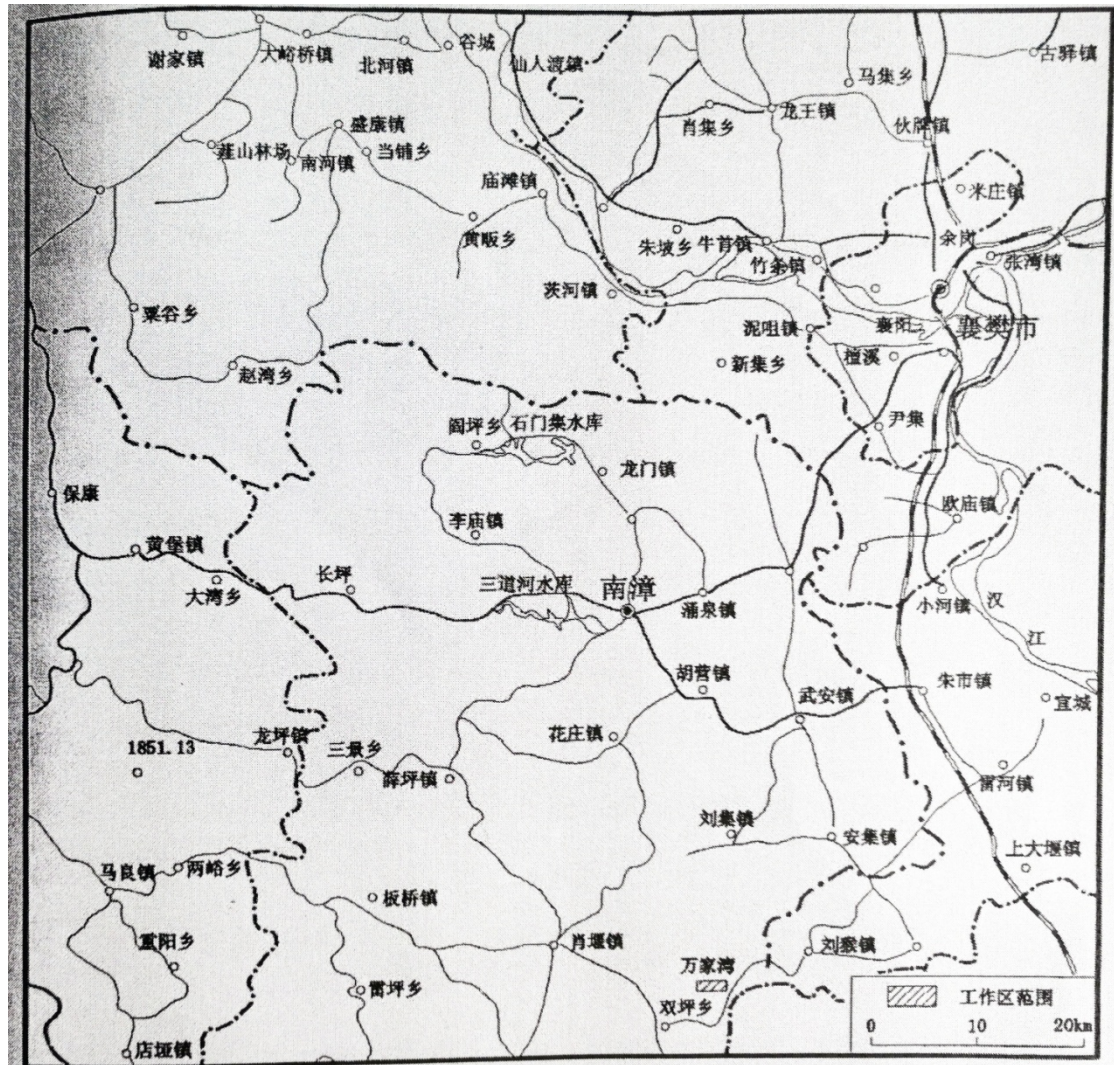 谢家镇
大峪桥镇
北河镇
谷城
仙人渡镇
马集乡
古驿镇
肖集乡
龙王镇
伙牌镇
盛康镇
薤山林场
南河镇
当铺乡
庙滩镇
米庄镇
黄畈乡
朱坡乡
牛首镇
余岗
竹条镇
张湾镇
茨河镇
粟谷乡
泥咀镇
襄阳
襄樊市
赵湾乡
新集乡
檀溪
阎坪乡
石门集水库
尹集
龙门镇
保康
李庙镇
欧庙镇
黄堡镇
大湾乡
长坪
三道河水库
南漳
涌泉镇
小河镇
汉
江
胡营镇
武安镇
朱市镇
宜城
1851.13
龙坪镇
三景乡
薛坪镇
花庄镇
雷河镇
刘集镇
安集镇
上大堰镇
马良镇
两峪乡
板桥镇
重阳乡
肖堰镇
刘猴镇
万家湾
雷坪乡
双坪乡
店垭镇
工作区范围
0 10 20km